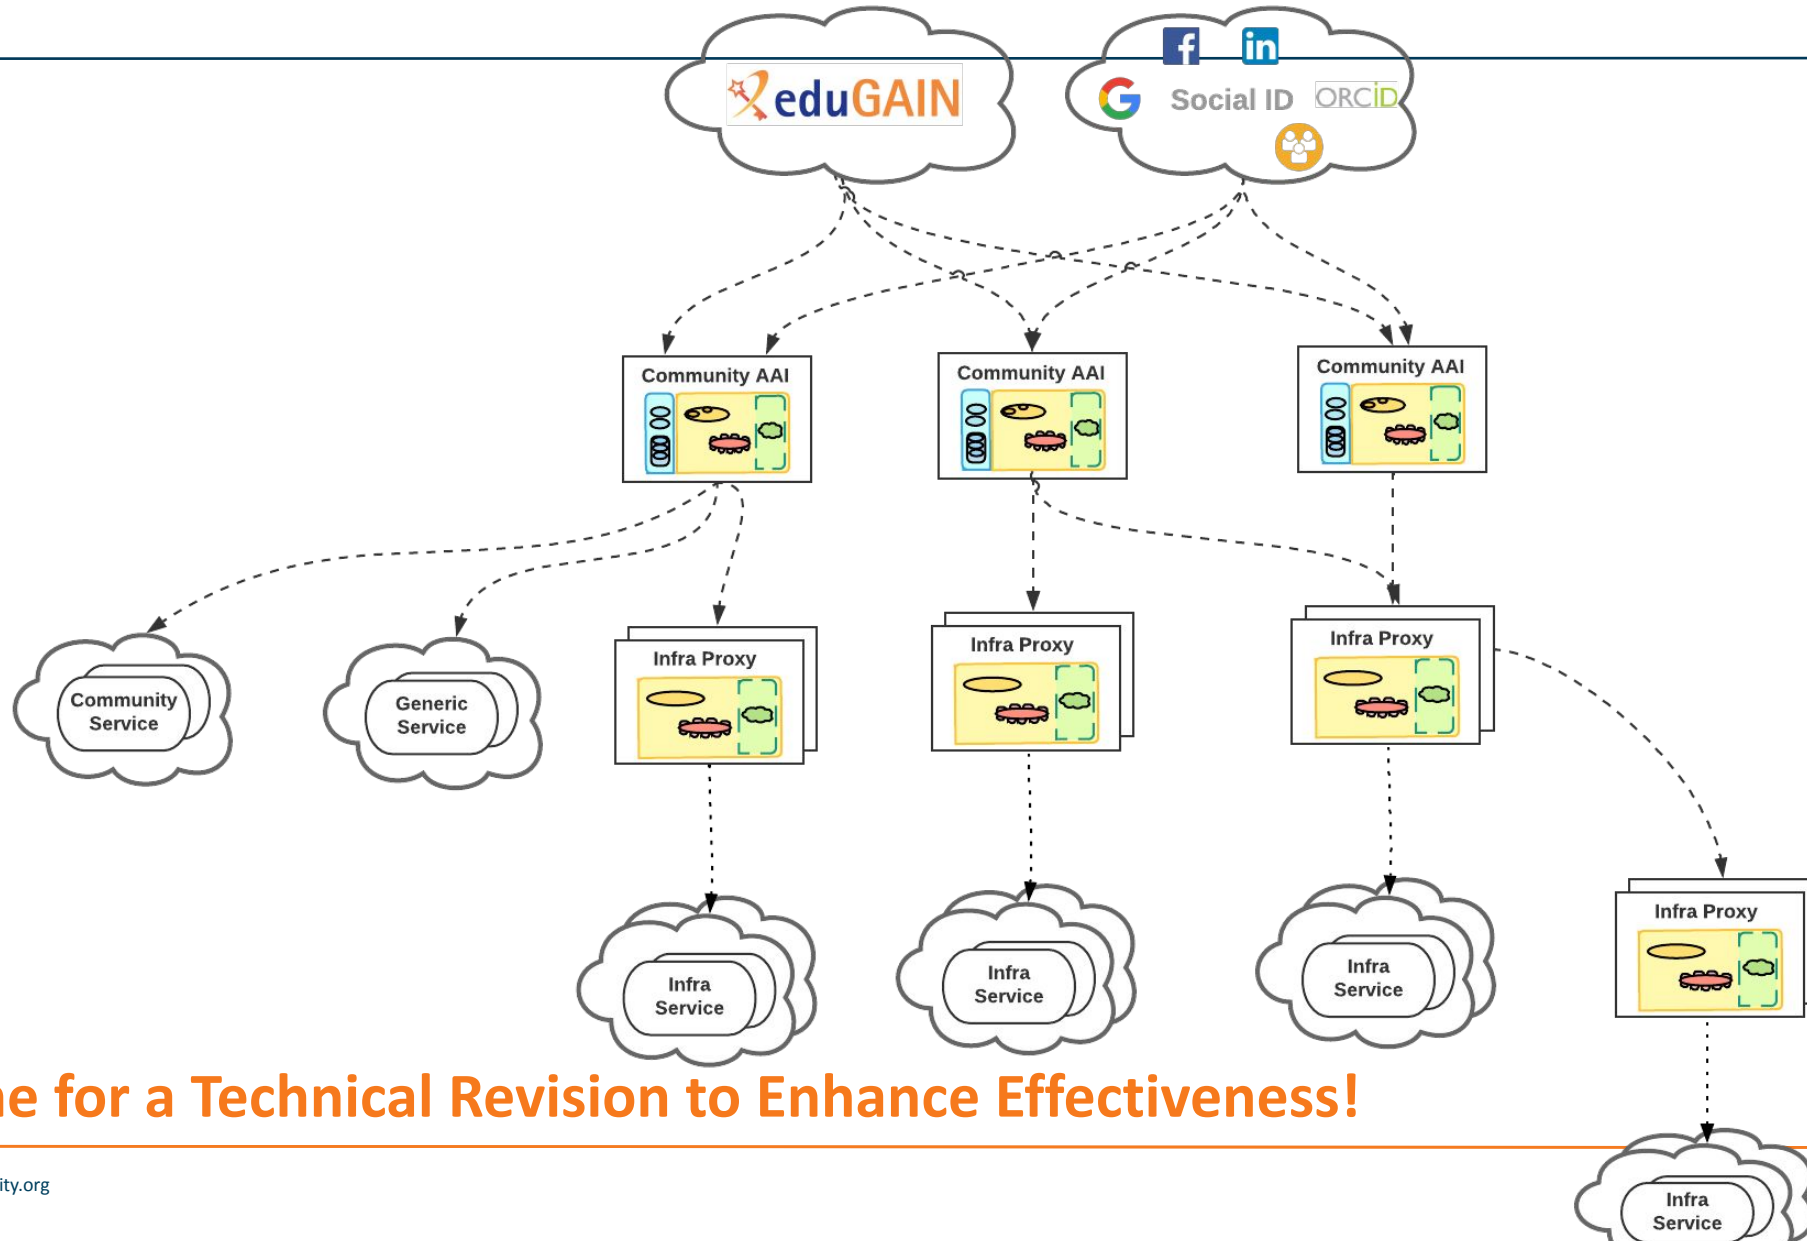 eduGAIN
f in
G Social ID ORCiD
Community AAI
Community AAI
Community AAI
Community
Service
Generic
Service
Infra Proxy
Infra Proxy
Infra Proxy
Infra Proxy
Infra
Service
Infra
Service
Infra
Service
for a Technical Revision to Enhance Effectiveness!
ity.org
Infra
Service